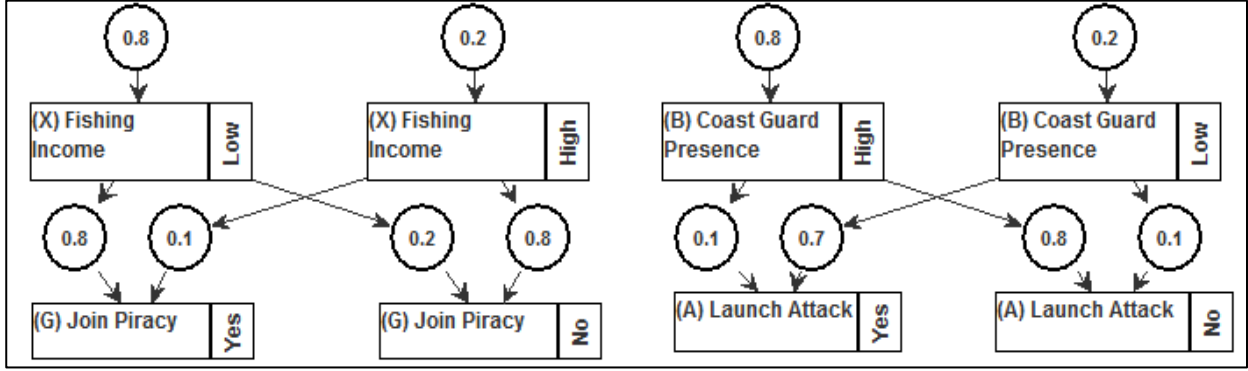 0.8
0.2
0.8
0.2
(X) Fishing
Income
Low
(X) Fishing
Income
High
(B) Coast Guard
Presence
High
(B) Coast Guard
Presence
Low
0.8
0.1
0.2
0.8
0.1
0.7
0.8
0.1
(G) Join Piracy
Yes
(G) Join Piracy
No
(A) Launch Attack
Yes
(A) Launch Attack
No